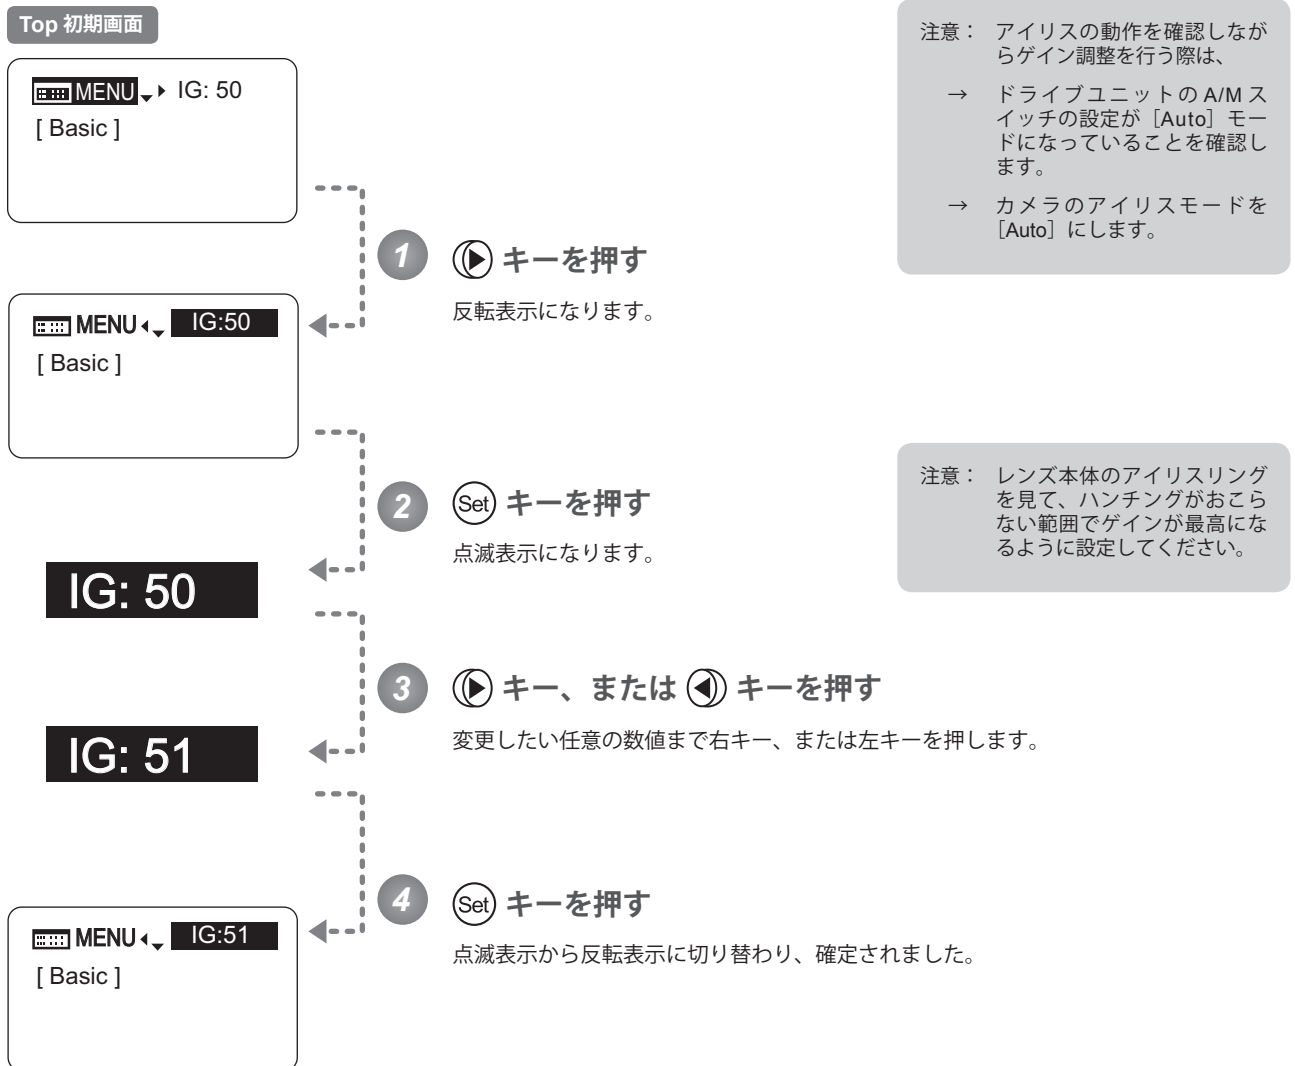 Top 初期画面
MENU IG: 50
[ Basic ]
注意： アイリスの動作を確認しなが
らゲイン調整を行う際は、
→ ドライブユニットの A/M ス
イッチの設定が［Auto］モー
ドになっていることを確認し
ます。
→ カメラのアイリスモードを
［Auto］にします。
1 キーを押す
反転表示になります。
MENU IG:50
[ Basic ]
2 Set キーを押す
点滅表示になります。
注意： レンズ本体のアイリスリング
を見て、ハンチングがおこら
ない範囲でゲインが最高にな
るように設定してください。
IG: 50
3 キー、または キーを押す
変更したい任意の数値まで右キー、または左キーを押します。
IG: 51
4 Set キーを押す
点滅表示から反転表示に切り替わり、確定されました。
MENU IG:51
[ Basic ]